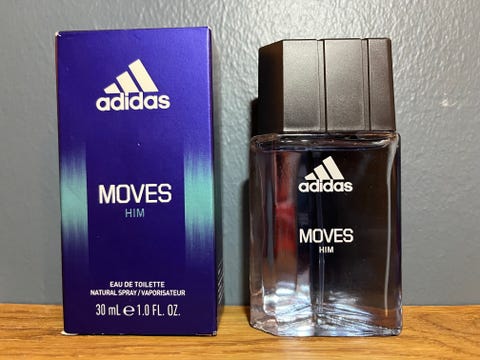 adidas
MOVES
HIM
EAU DE TOILETTE
NATURAL SPRAY/VAPORISATEUR
30 mL ℮ 1.0 FL. OZ.
adidas
MOVES
HIM